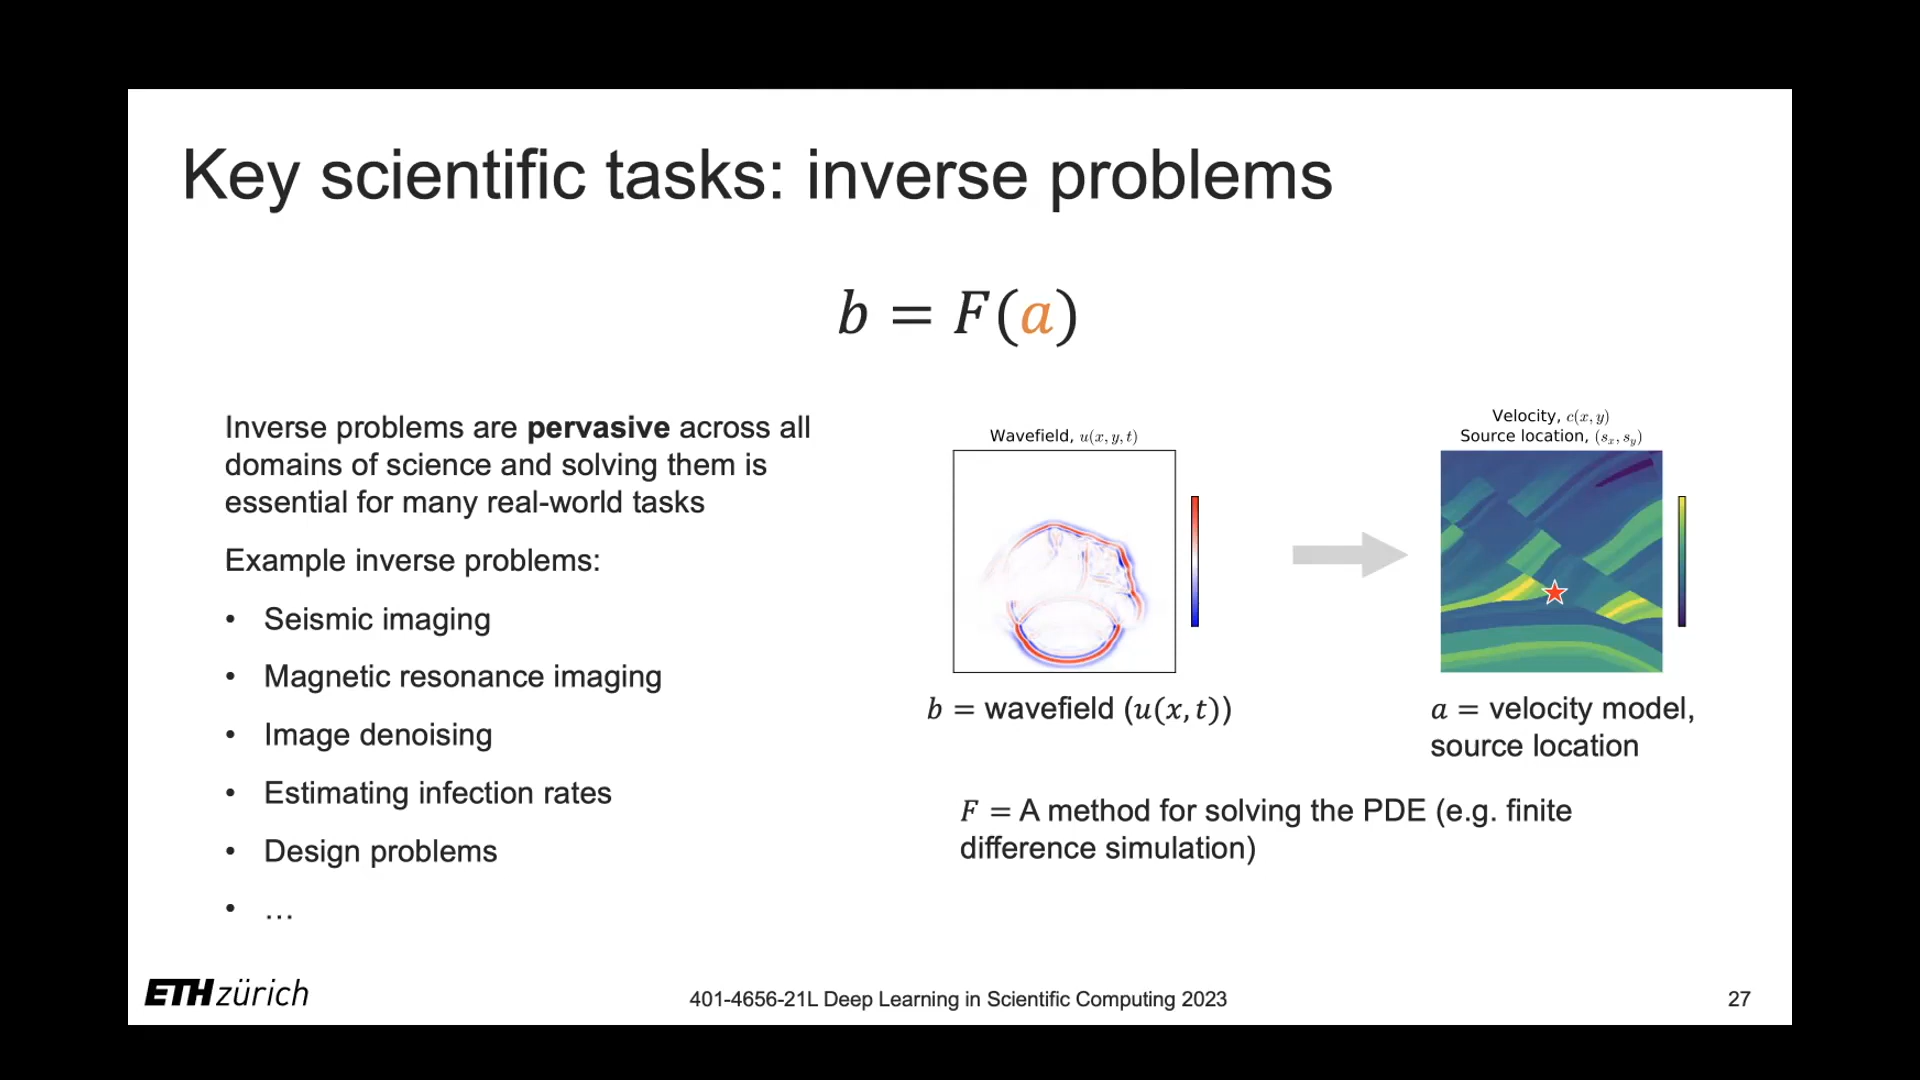 Key scientific tasks: inverse problems
b = F(a)
Inverse problems are pervasive across all
domains of science and solving them is
essential for many real-world tasks
Example inverse problems:
• Seismic imaging
• Magnetic resonance imaging
• Image denoising
• Estimating infection rates
• Design problems
• …
Wavefield, u(x, y, t)
b = wavefield (u(x, t))
Velocity, c(x, y)
Source location, (sₓ, s_y)
a = velocity model,
source location
F = A method for solving the PDE (e.g. finite
difference simulation)
ETH zürich
401-4656-21L Deep Learning in Scientific Computing 2023
27